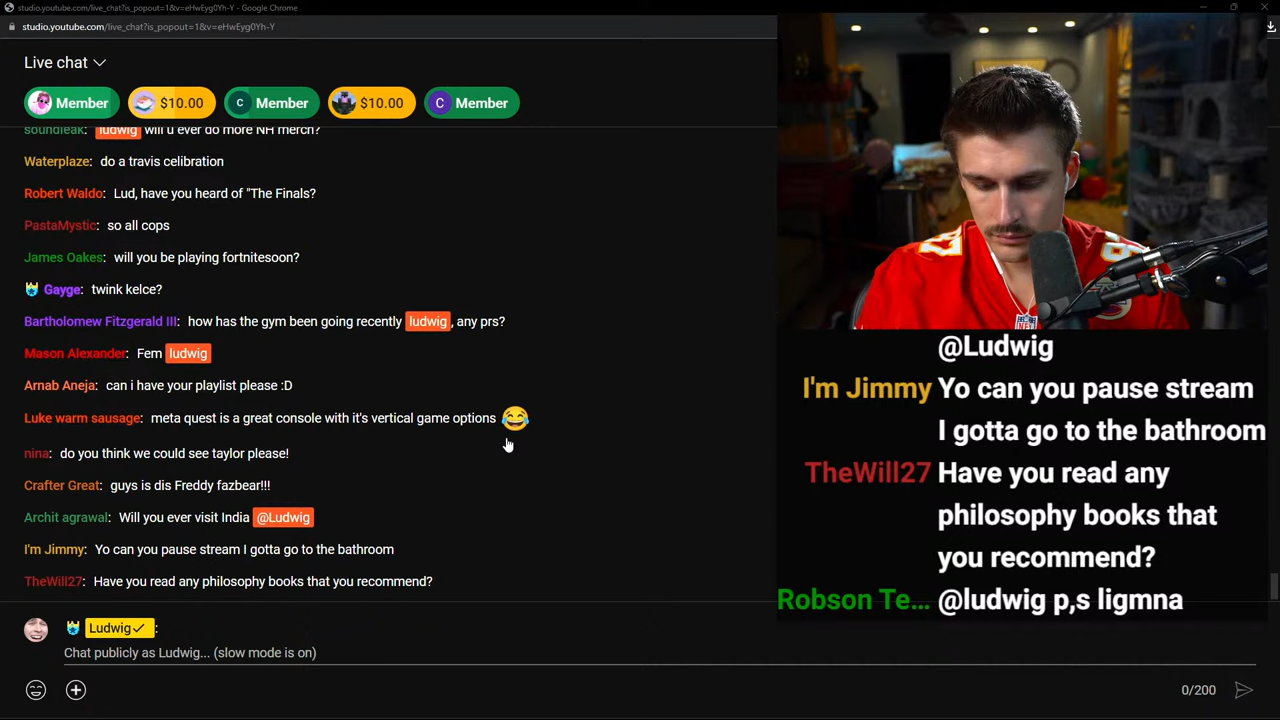 studio.youtube.com/live_chat?is_popout=1&v=eHwEyg0Yh-Y - Google Chrome
studio.youtube.com/live_chat?is_popout=1&v=eHwEyg0Yh-Y
Live chat
Member $10.00 C Member $10.00 C Member
soundleak: ludwig will u ever do more NH merch?
Waterplaze: do a travis celibration
Robert Waldo: Lud, have you heard of "The Finals?
PastaMystic: so all cops
James Oakes: will you be playing fortnitesoon?
Gayge: twink kelce?
Bartholomew Fitzgerald III: how has the gym been going recently ludwig, any prs?
Mason Alexander: Fem ludwig
Arnab Aneja: can i have your playlist please :D
Luke warm sausage: meta quest is a great console with it's vertical game options 😂
nina: do you think we could see taylor please!
Crafter Great: guys is dis Freddy fazbear!!!
Archit agrawal: Will you ever visit India @Ludwig
I'm Jimmy: Yo can you pause stream I gotta go to the bathroom
TheWill27: Have you read any philosophy books that you recommend?
Ludwig✓:
Chat publicly as Ludwig... (slow mode is on)
0/200
NFL
@Ludwig
I'm Jimmy Yo can you pause stream
I gotta go to the bathroom
TheWill27 Have you read any
philosophy books that
you recommend?
Robson Te... @ludwig p,s ligmna